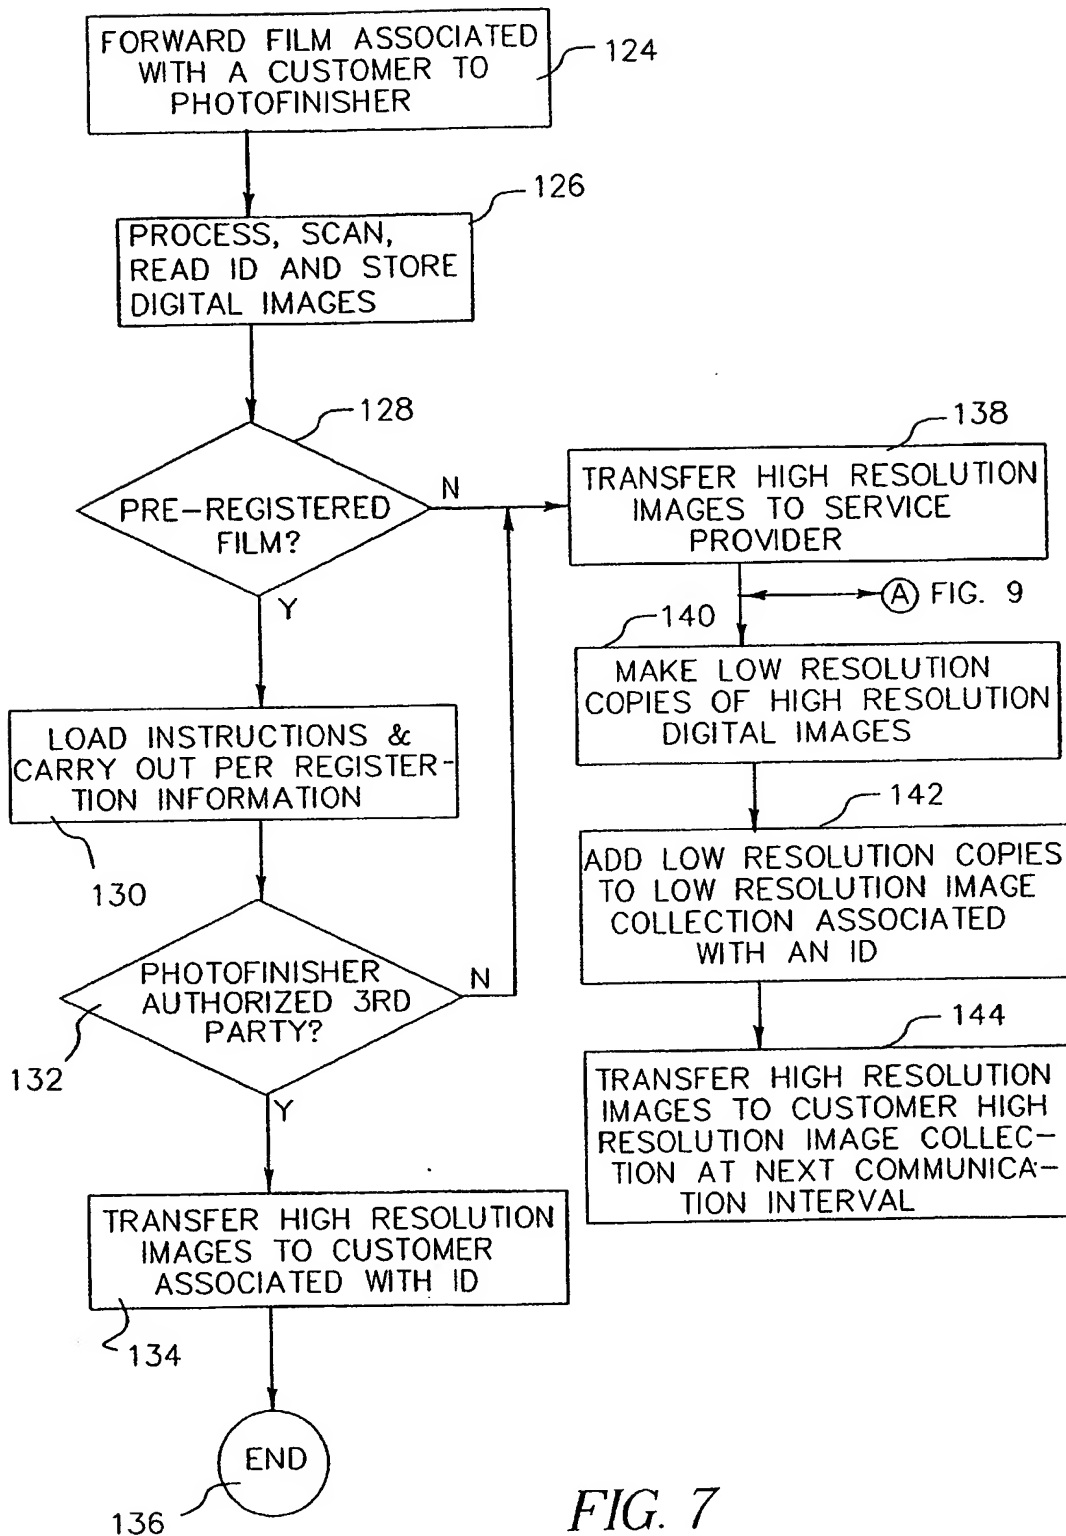 FORWARD FILM ASSOCIATED
WITH A CUSTOMER TO
PHOTOFINISHER
124
126
PROCESS, SCAN,
READ ID AND STORE
DIGITAL IMAGES
128
PRE-REGISTERED
FILM?
N
Y
LOAD INSTRUCTIONS &
CARRY OUT PER REGISTER-
TION INFORMATION
130
PHOTOFINISHER
AUTHORIZED 3RD
PARTY?
N
132
Y
TRANSFER HIGH RESOLUTION
IMAGES TO CUSTOMER
ASSOCIATED WITH ID
134
END
136
138
TRANSFER HIGH RESOLUTION
IMAGES TO SERVICE
PROVIDER
A FIG. 9
140
MAKE LOW RESOLUTION
COPIES OF HIGH RESOLUTION
DIGITAL IMAGES
142
ADD LOW RESOLUTION COPIES
TO LOW RESOLUTION IMAGE
COLLECTION ASSOCIATED
WITH AN ID
144
TRANSFER HIGH RESOLUTION
IMAGES TO CUSTOMER HIGH
RESOLUTION IMAGE COLLEC-
TION AT NEXT COMMUNICA-
TION INTERVAL
FIG. 7